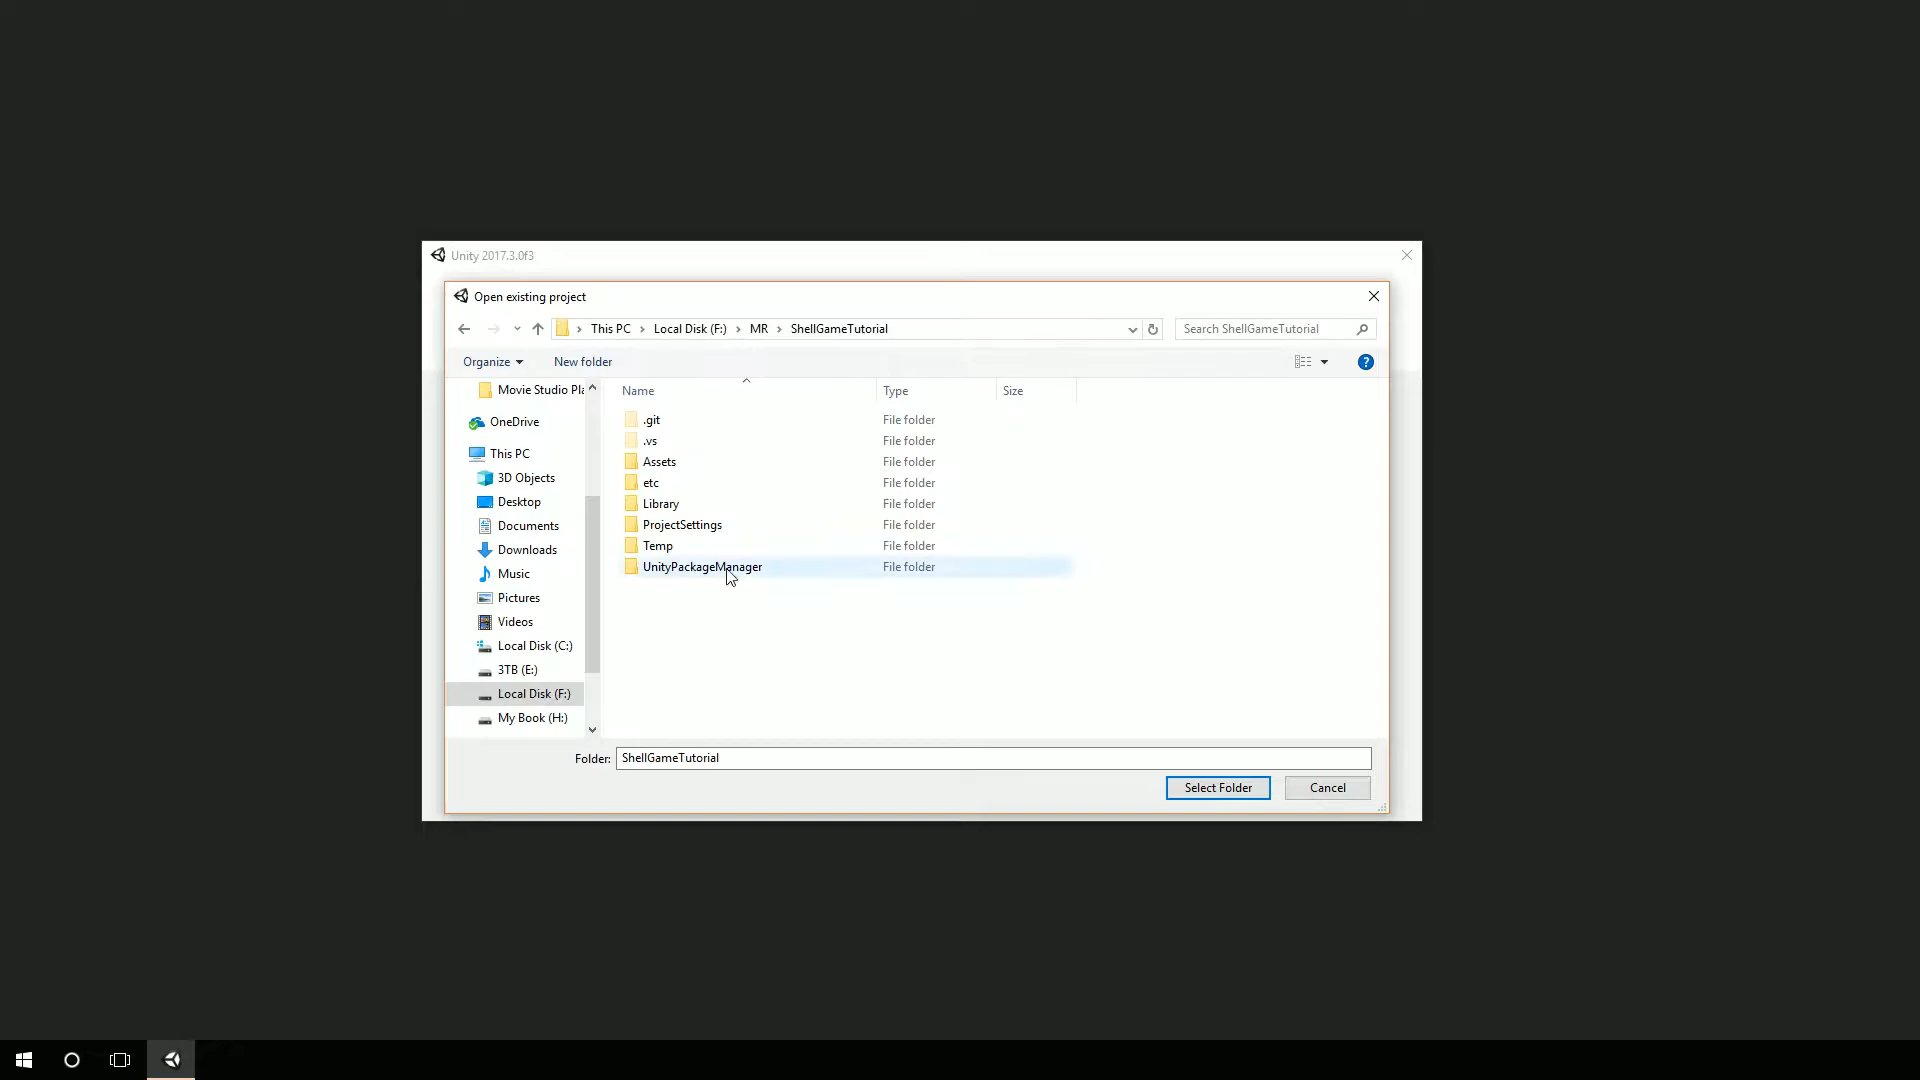 Unity 2017.3.0f3
Open existing project
This PC > Local Disk (F:) > MR > ShellGameTutorial
Search ShellGameTutorial
Organize New folder
Movie Studio Pla
OneDrive
This PC
3D Objects
Desktop
Documents
Downloads
Music
Pictures
Videos
Local Disk (C:)
3TB (E:)
Local Disk (F:)
My Book (H:)
Name Type Size
.git File folder
.vs File folder
Assets File folder
etc File folder
Library File folder
ProjectSettings File folder
Temp File folder
UnityPackageManager File folder
Folder: ShellGameTutorial
Select Folder Cancel